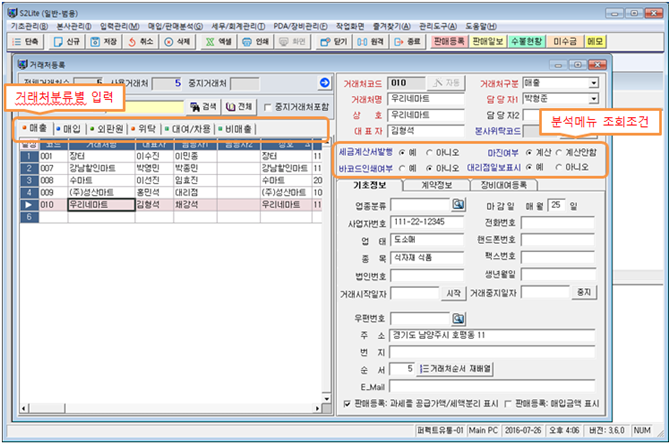 S2Lite (일반-범용)
기초관리(B) 본사관리(I) 입력관리(M) 매입/판매분석(G) 세무/회계관리(I) PDA/장비관리(E) 작업화면 즐겨찾기(A) 관리도구(A) 도움말(H)
단축 신규 저장 취소 삭제 엑셀 인쇄 화면 닫기 원격 종료 판매등록 판매일보 수불현황 미수금 메모
거래처등록
5 사용거래처 5 중지거래처
거래처분류별 입력
검색 전체 중지거래처포함
매출 매입 외판원 위탁 대여/차용 비매출
코드 거래처명 대표자 담당자1 담당자2 상호
1 001 장터 이수진 이민종 장터 11
2 007 강남할인마트 박영민 박종민 강남할인마트 11
3 008 수마트 이선진 임효진 수마트 20
4 009 (주)성산마트 홍민석 대리점 (주)성산마트 30
010 우리네마트 김형석 채강석 우리네마트 11
6
거래처코드 010 자동 거래처구분 매출
거래처명 우리네마트 담 당 자1 박형준
상 호 우리네마트 담 당 자2
대 표 자 김형석 본사위탁코드
분석메뉴 조회조건
세금계산서발행 예 아니오 마진여부 계산 계산안함
바코드인쇄여부 예 아니오 대리점일보표시 예 아니오
기초정보 계약정보 장비대여등록
업종분류 마 감 일 매 월 25 일
사업자번호 111-22-12345 전화번호
업 태 도소매 핸드폰번호
종 목 식자재 식품 팩스번호
법인번호 생년월일
거래시작일자 시작 거래중지일자 중지
우편번호
주 소 경기도 남양주시 호평동 11
번 지
순 서 5 거래처순서 재배열
E_Mail
판매등록: 과세를 공급가액/세액분리 표시 판매등록: 매입금액 표시
퍼펙트유통-01 Main PC 2016-07-26 오후 4:06 버전: 3,6,0 NUM